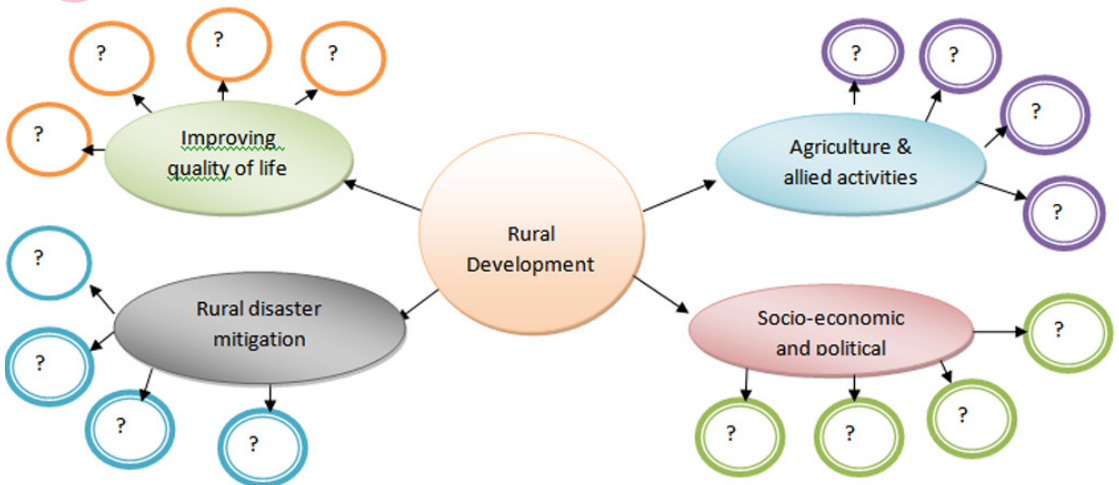 ?
?
?
?
Improving
quality of life
?
?
?
?
Agriculture &
allied activities
Rural
Development
?
?
?
?
Rural disaster
mitigation
?
?
?
?
Socio-economic
and political